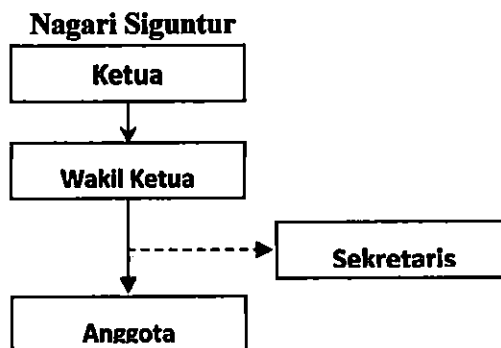 Nagari Siguntur
Ketua
Wakil Ketua
Sekretaris
Anggota